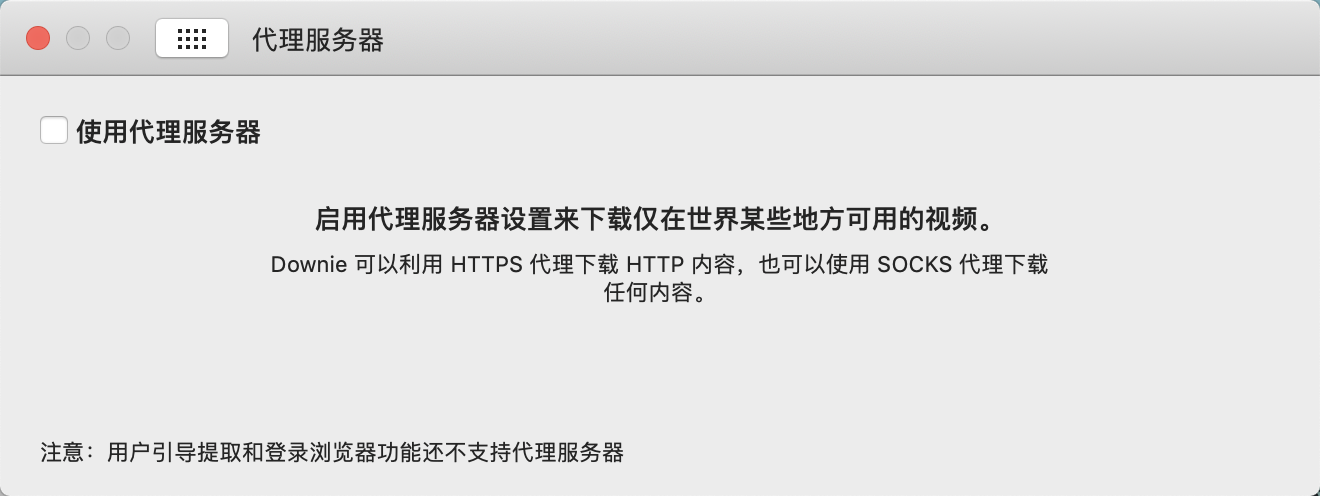 代理服务器
使用代理服务器
启用代理服务器设置来下载仅在世界某些地方可用的视频。
Downie 可以利用 HTTPS 代理下载 HTTP 内容，也可以使用 SOCKS 代理下载
任何内容。
注意：用户引导提取和登录浏览器功能还不支持代理服务器